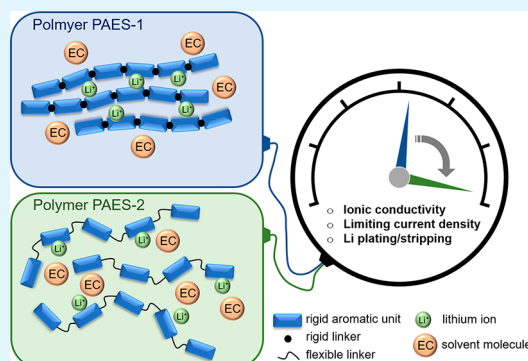 Polmyer PAES-1
EC
EC
Li+
Li+
Li+
EC
Li+
Li+
EC
EC
Polymer PAES-2
Li+
Li+
EC
EC
Li+
EC
Li+
EC
Li+
EC
Li+
○ Ionic conductivity
○ Limiting current density
○ Li plating/stripping
rigid aromatic unit
rigid linker
flexible linker
Li+ lithium ion
EC solvent molecule